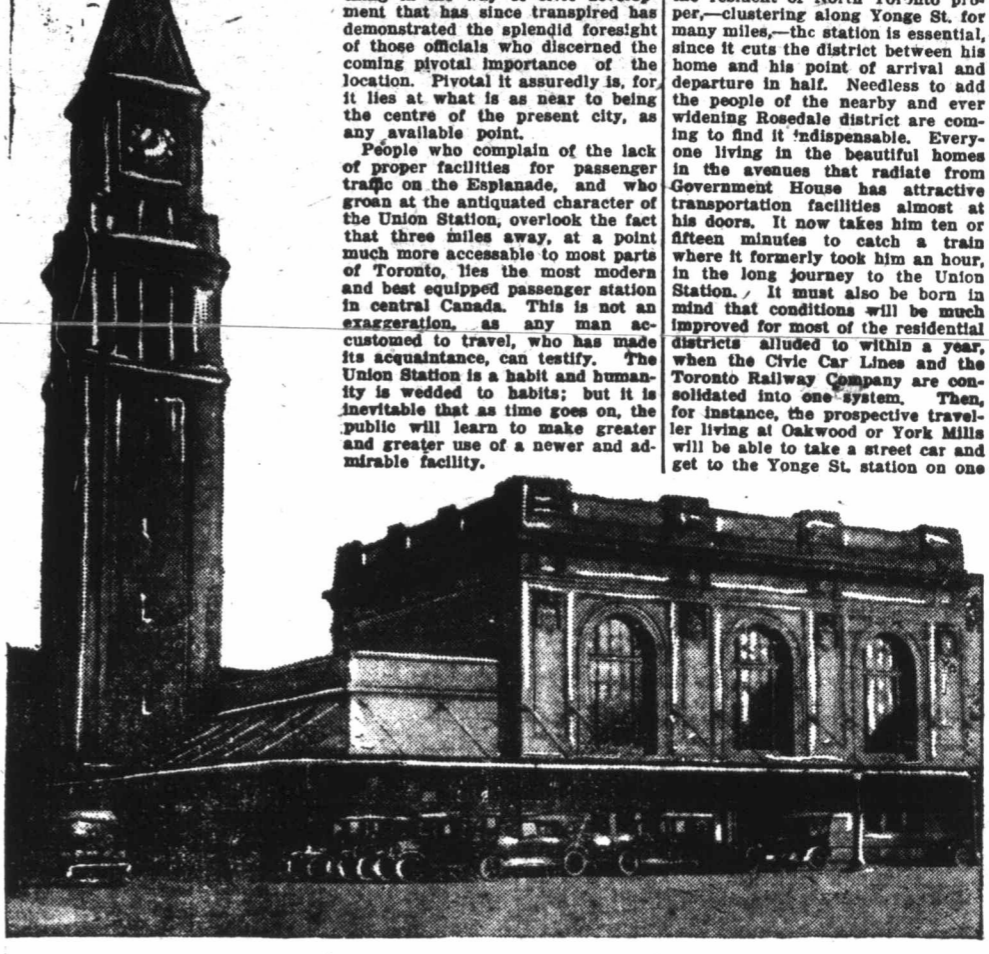 ment that has since transpired has
demonstrated the splendid foresight
of those officials who discerned the
coming pivotal importance of the
location. Pivotal it assuredly is, for
it lies at what is as near to being
the centre of the present city, as
any available point.
People who complain of the lack
of proper facilities for passenger
traffic on the Esplanade, and who
groan at the antiquated character of
the Union Station, overlook the fact
that three miles away, at a point
much more accessable to most parts
of Toronto, lies the most modern
and best equipped passenger station
in central Canada. This is not an
exaggeration, as any man ac-
customed to travel, who has made
its acquaintance, can testify. The
Union Station is a habit and human-
ity is wedded to habits; but it is
inevitable that as time goes on, the
public will learn to make greater
and greater use of a newer and ad-
mirable facility.
the resident of North Toronto pro-
per,—clustering along Yonge St. for
many miles,—the station is essential,
since it cuts the district between his
home and his point of arrival and
departure in half. Needless to add
the people of the nearby and ever
widening Rosedale district are com-
ing to find it indispensable. Every-
one living in the beautiful homes
in the avenues that radiate from
Government House has attractive
transportation facilities almost at
his doors. It now takes him ten or
fifteen minutes to catch a train
where it formerly took him an hour,
in the long journey to the Union
Station. It must also be born in
mind that conditions will be much
improved for most of the residential
districts alluded to within a year,
when the Civic Car Lines and the
Toronto Railway Company are con-
solidated into one system. Then,
for instance, the prospective travel-
ler living at Oakwood or York Mills
will be able to take a street car and
get to the Yonge St. station on one